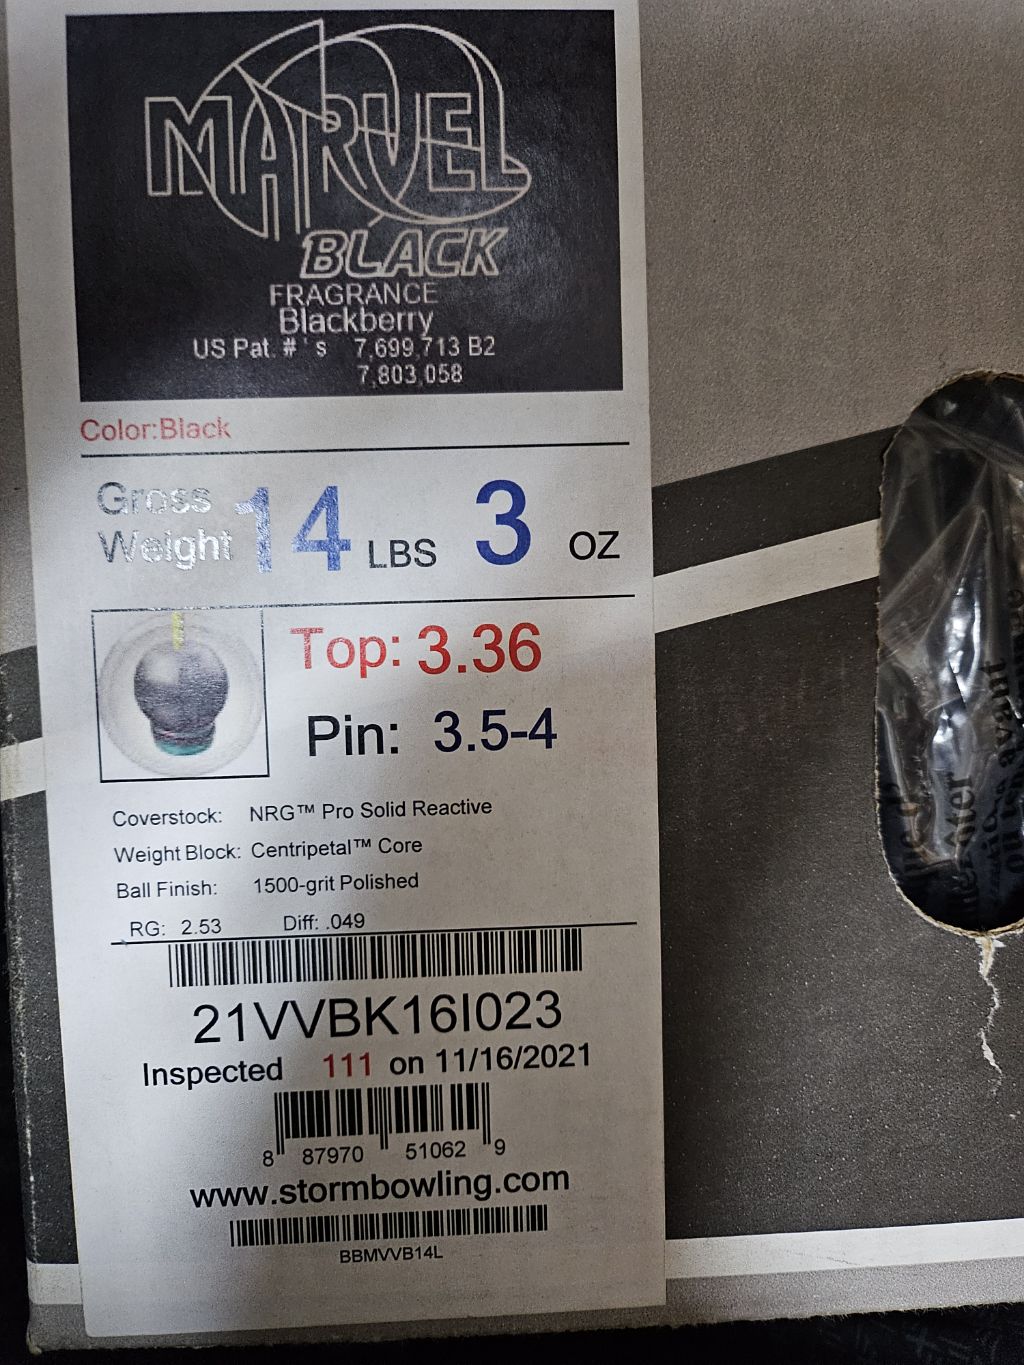 MARVEL
BLACK
FRAGRANCE
Blackberry
US Pat. #'s 7,699,713 B2
7,803,058
Color:Black
Gross Weight 14 LBS 3 OZ
Top: 3.36
Pin: 3.5-4
Coverstock: NRG™ Pro Solid Reactive
Weight Block: Centripetal™ Core
Ball Finish: 1500-grit Polished
RG: 2.53 Diff: .049
21VVBK16I023
Inspected 111 on 11/16/2021
8 87970 51062 9
www.stormbowling.com
BBMVVB14L
avant